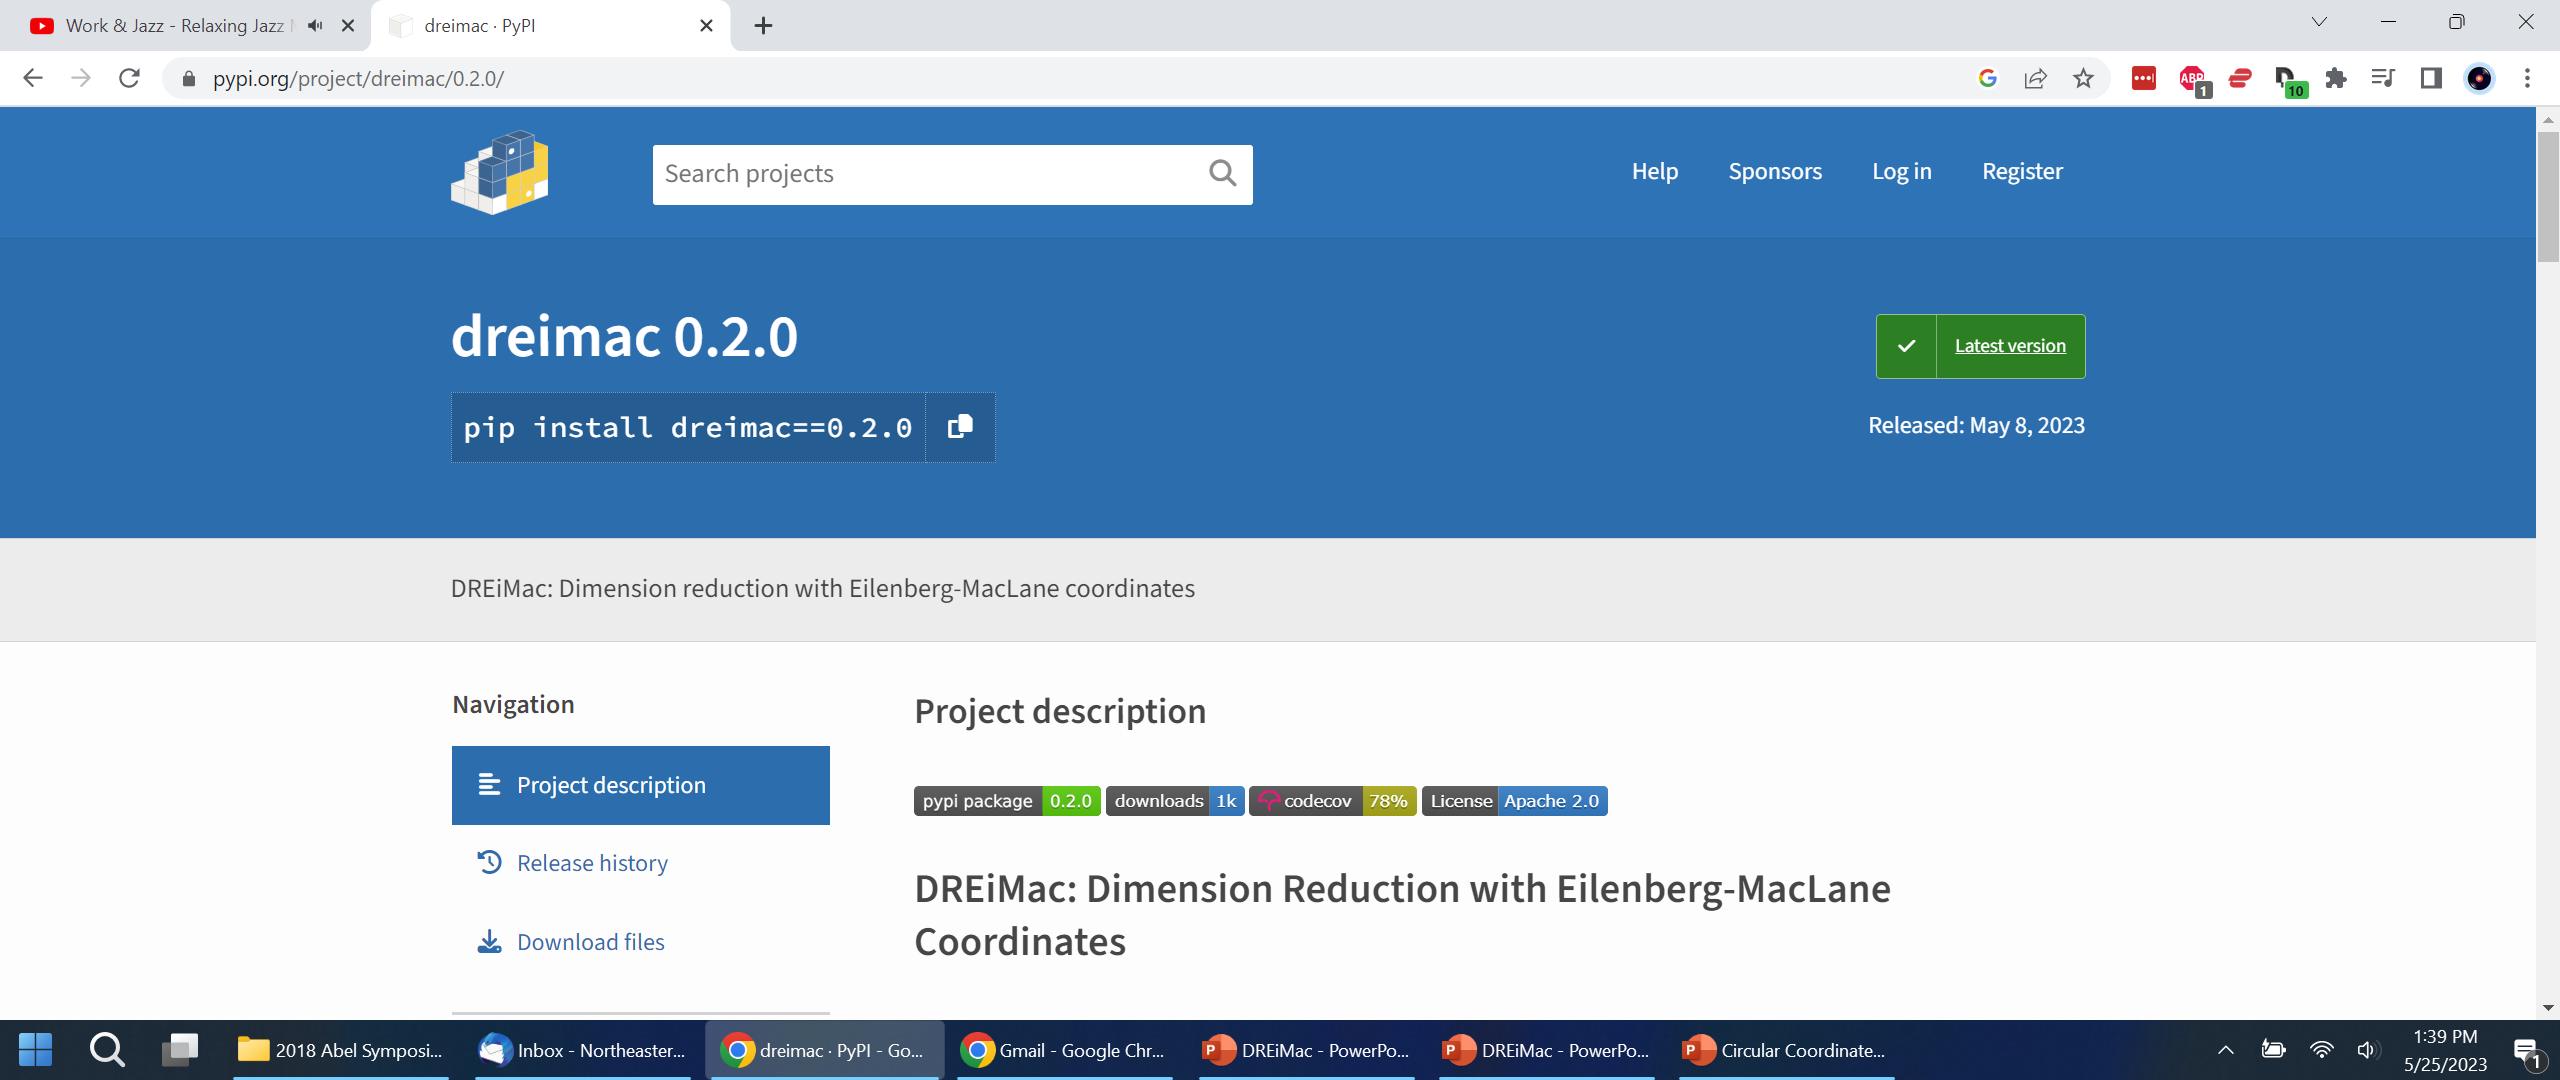 Work & Jazz - Relaxing Jazz
dreimac · PyPI
pypi.org/project/dreimac/0.2.0/
ABP
1
10
Search projects
Help
Sponsors
Log in
Register
dreimac 0.2.0
Latest version
pip install dreimac==0.2.0
Released: May 8, 2023
DREiMac: Dimension reduction with Eilenberg-MacLane coordinates
Navigation
Project description
Release history
Download files
Project description
pypi package 0.2.0 downloads 1k codecov 78% License Apache 2.0
DREiMac: Dimension Reduction with Eilenberg-MacLane
Coordinates
2018 Abel Symposi...
Inbox - Northeaster...
dreimac · PyPI - Go...
Gmail - Google Chr...
P DREiMac - PowerPo...
P DREiMac - PowerPo...
P Circular Coordinate...
1:39 PM
5/25/2023
1